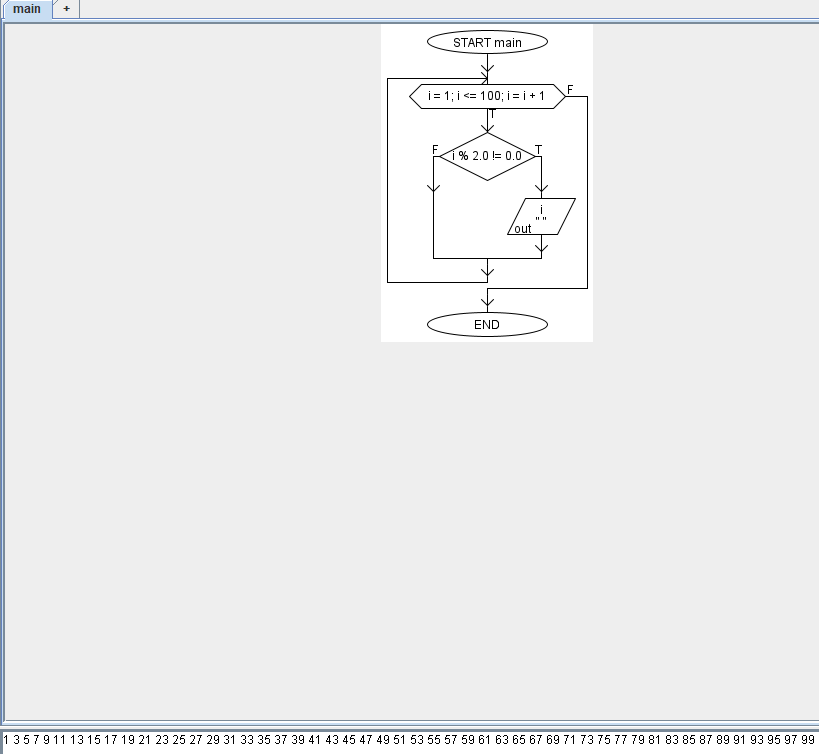 main +
START main
i = 1; i <= 100; i = i + 1 F
T
F i % 2.0 != 0.0 T
i
" "
out
END
1 3 5 7 9 11 13 15 17 19 21 23 25 27 29 31 33 35 37 39 41 43 45 47 49 51 53 55 57 59 61 63 65 67 69 71 73 75 77 79 81 83 85 87 89 91 93 95 97 99